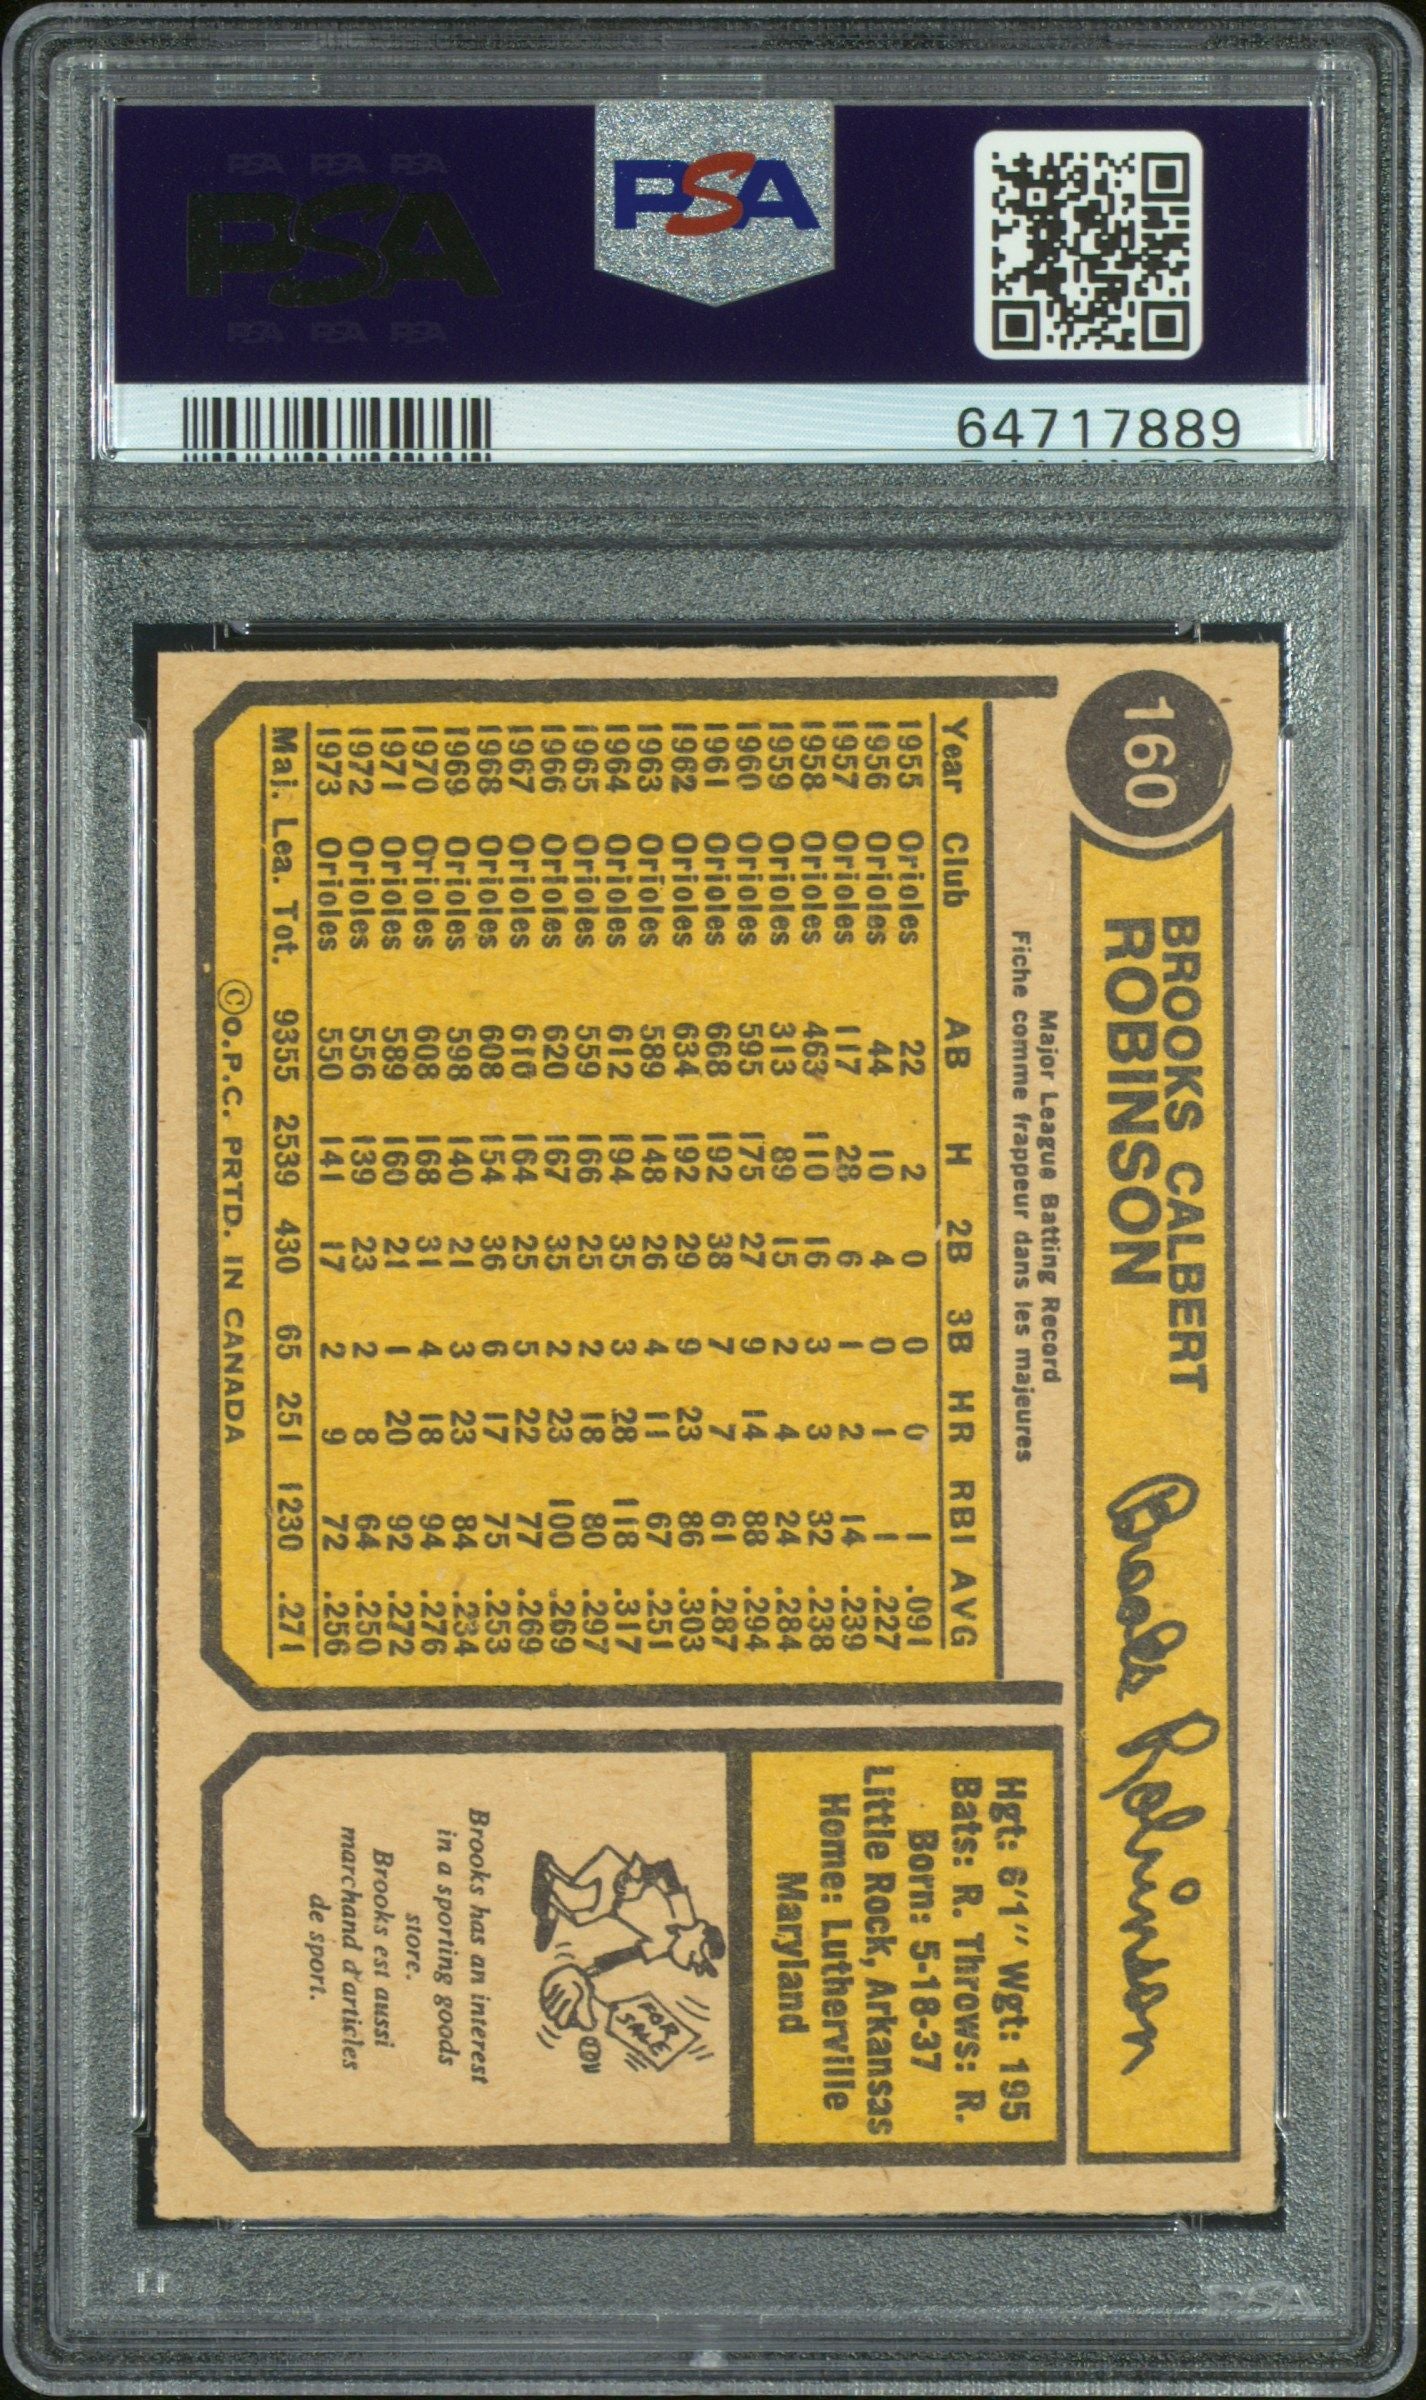 PSA PSA PSA
PSA
PSA PSA PSA
PSA
64717889
160
BROOKS CALBERT
ROBINSON
Brooks Robinson
Major League Batting Record
Fiche comme frappeur dans les majeures
Year Club AB H 2B 3B HR RBI AVG
1955 Orioles 22 2 0 0 0 1 .091
1956 Orioles 44 10 4 0 1 1 .227
1957 Orioles 117 28 6 1 2 14 .239
1958 Orioles 463 110 16 3 3 32 .238
1959 Orioles 313 89 15 2 4 24 .284
1960 Orioles 595 175 27 9 14 88 .294
1961 Orioles 668 192 38 7 7 61 .287
1962 Orioles 634 192 29 9 23 86 .303
1963 Orioles 589 148 26 4 11 67 .251
1964 Orioles 612 194 35 3 28 118 .317
1965 Orioles 559 166 25 2 18 80 .297
1966 Orioles 620 167 35 2 23 100 .269
1967 Orioles 610 164 25 5 22 77 .269
1968 Orioles 608 154 36 6 17 75 .253
1969 Orioles 598 140 21 3 23 84 .234
1970 Orioles 608 168 31 4 18 94 .276
1971 Orioles 589 160 21 1 20 92 .272
1972 Orioles 556 139 23 2 8 64 .250
1973 Orioles 550 141 17 2 9 72 .256
Maj. Lea. Tot. 9355 2539 430 65 251 1230 .271
©O.P.C. PRTD. IN CANADA
Hgt: 6'1" Wgt: 195
Bats: R. Throws: R.
Born: 5-18-37
Little Rock, Arkansas
Home: Lutherville
Maryland
FOR
SALE
Brooks has an interest
in a sporting goods
store.
Brooks est aussi
marchand d'articles
de sport.
PSA